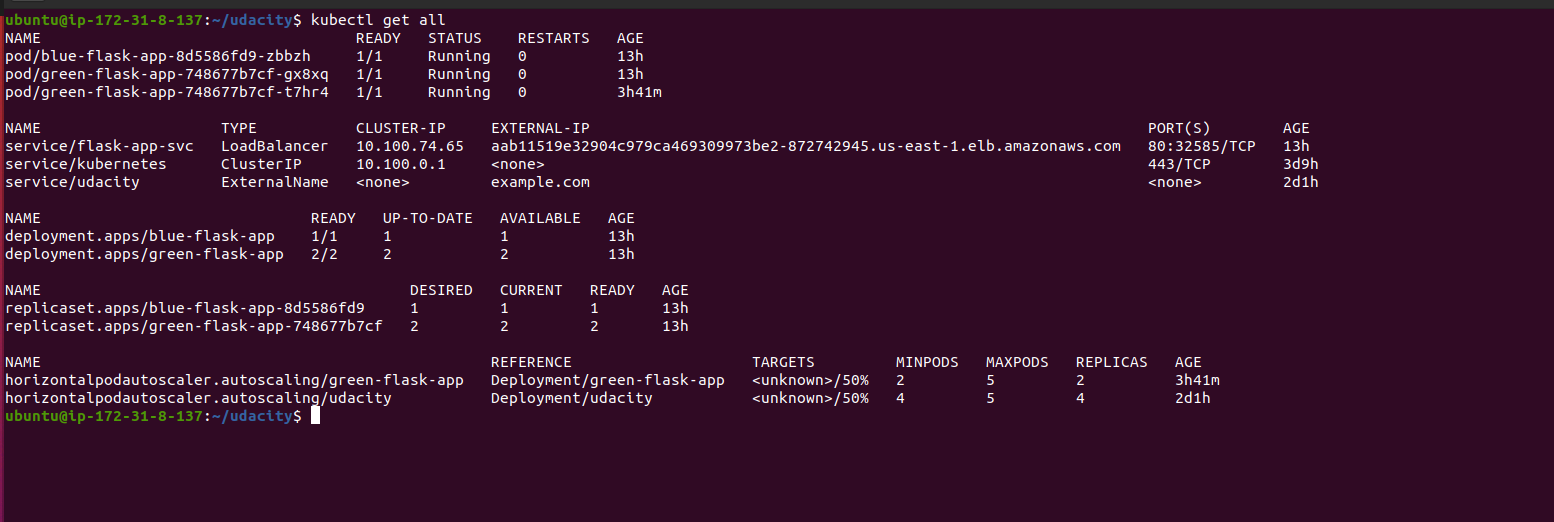 ubuntu@ip-172-31-8-137:~/udacity$ kubectl get all
NAME READY STATUS RESTARTS AGE
pod/blue-flask-app-8d5586fd9-zbbzh 1/1 Running 0 13h
pod/green-flask-app-748677b7cf-gx8xq 1/1 Running 0 13h
pod/green-flask-app-748677b7cf-t7hr4 1/1 Running 0 3h41m
NAME TYPE CLUSTER-IP EXTERNAL-IP PORT(S) AGE
service/flask-app-svc LoadBalancer 10.100.74.65 aab11519e32904c979ca469309973be2-872742945.us-east-1.elb.amazonaws.com 80:32585/TCP 13h
service/kubernetes ClusterIP 10.100.0.1 <none> 443/TCP 3d9h
service/udacity ExternalName <none> example.com <none> 2d1h
NAME READY UP-TO-DATE AVAILABLE AGE
deployment.apps/blue-flask-app 1/1 1 1 13h
deployment.apps/green-flask-app 2/2 2 2 13h
NAME DESIRED CURRENT READY AGE
replicaset.apps/blue-flask-app-8d5586fd9 1 1 1 13h
replicaset.apps/green-flask-app-748677b7cf 2 2 2 13h
NAME REFERENCE TARGETS MINPODS MAXPODS REPLICAS AGE
horizontalpodautoscaler.autoscaling/green-flask-app Deployment/green-flask-app <unknown>/50% 2 5 2 3h41m
horizontalpodautoscaler.autoscaling/udacity Deployment/udacity <unknown>/50% 4 5 4 2d1h
ubuntu@ip-172-31-8-137:~/udacity$